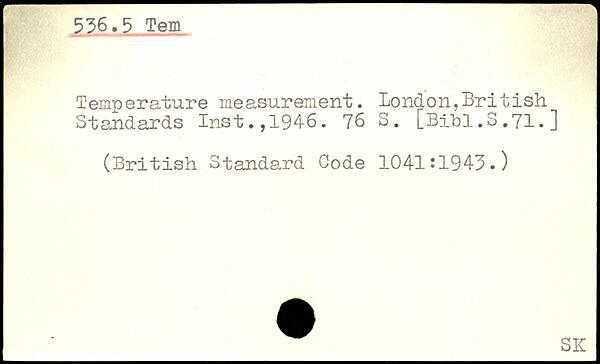 536.5 Tem
Temperature measurement. London,British
Standards Inst.,1946. 76 S. [Bibl.S.71.]
(British Standard Code 1041:1943.)
SK